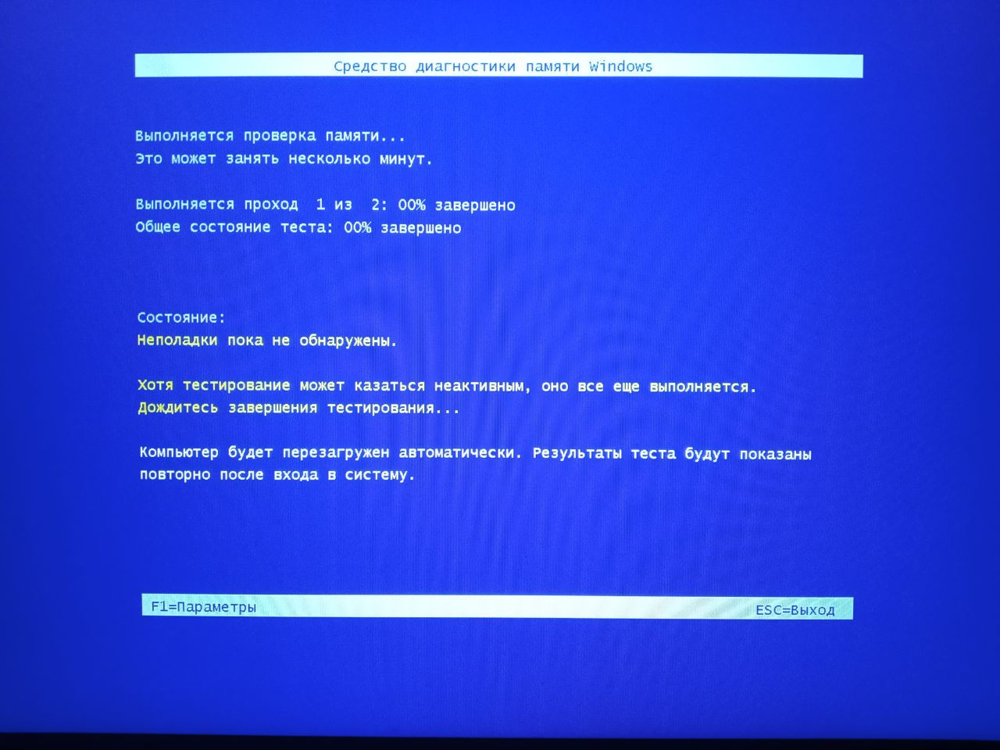 Средство диагностики памяти Windows
Выполняется проверка памяти...
Это может занять несколько минут.
Выполняется проход  1 из  2: 00% завершено
Общее состояние теста: 00% завершено
Состояние:
Неполадки пока не обнаружены.
Хотя тестирование может казаться неактивным, оно все еще выполняется.
Дождитесь завершения тестирования...
Компьютер будет перезагружен автоматически. Результаты теста будут показаны
повторно после входа в систему.
F1=Параметры ESC=Выход